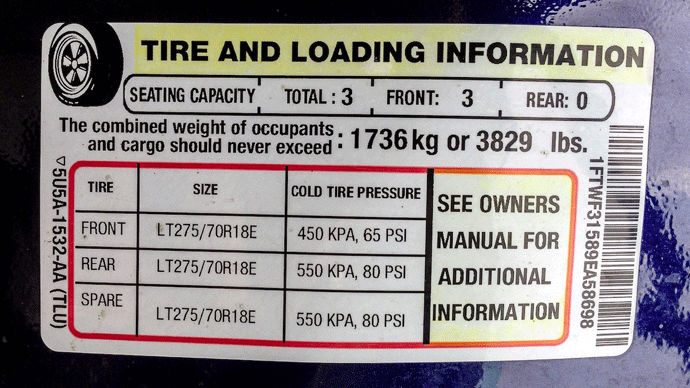 TIRE AND LOADING INFORMATION
SEATING CAPACITY TOTAL : 3 FRONT: 3 REAR: 0
The combined weight of occupants
and cargo should never exceed : 1736 kg or 3829 lbs.
TIRE SIZE COLD TIRE PRESSURE
FRONT LT275/70R18E 450 KPA, 65 PSI
REAR LT275/70R18E 550 KPA, 80 PSI
SPARE LT275/70R18E 550 KPA, 80 PSI
SEE OWNERS
MANUAL FOR
ADDITIONAL
INFORMATION
▽5U5A-1532-AA (TLU)
1FTWF31589EA58698